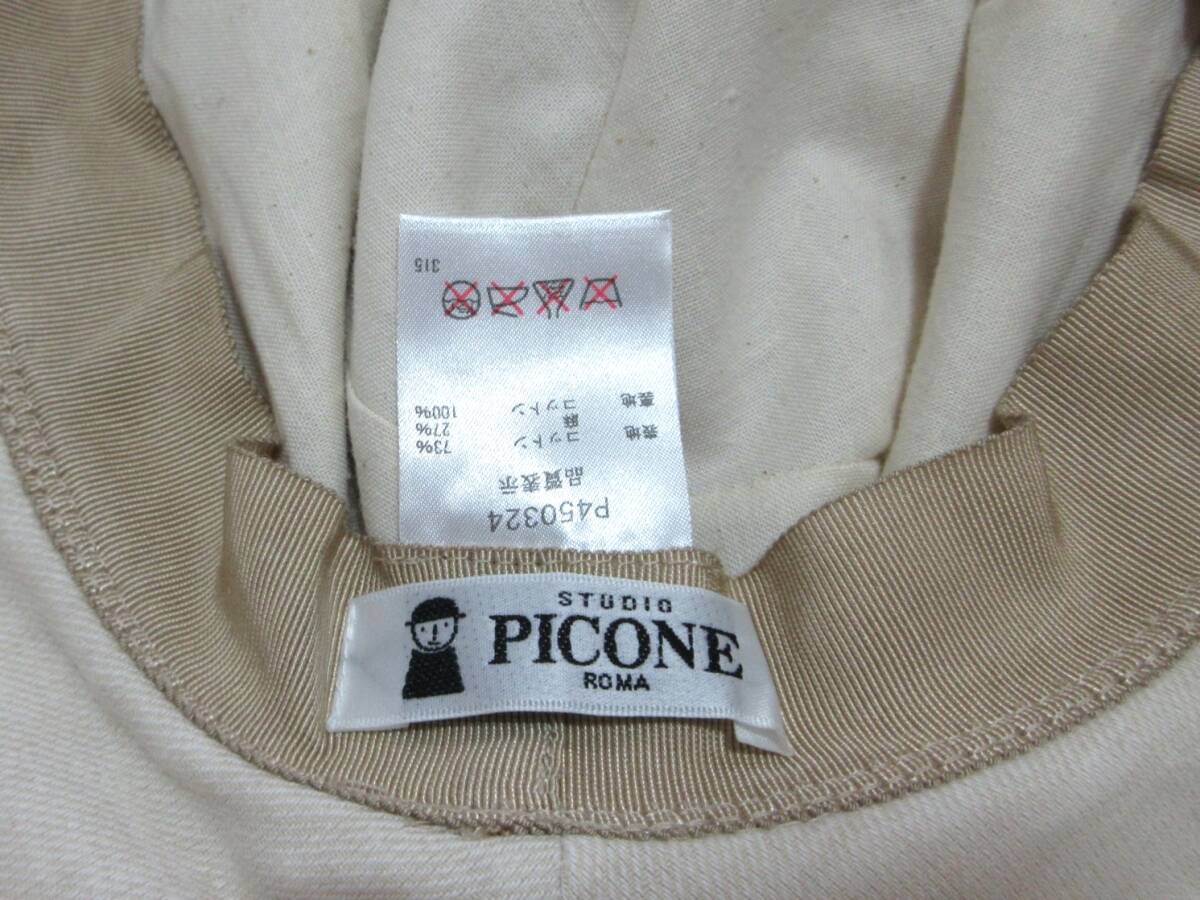 P450324
品質表示
表地 コットン 73%
麻 27%
表地 コットン 100%
315
STUDIO
PICONE
ROMA